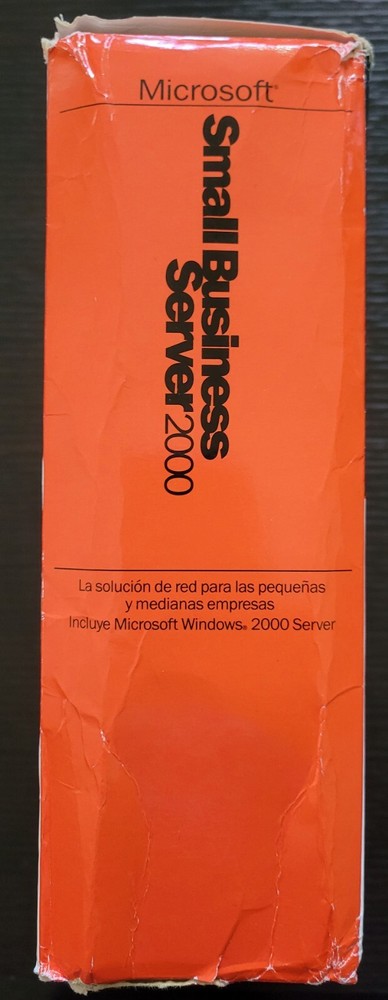 Microsoft®
Small Business
Server 2000
La solución de red para las pequeñas
y medianas empresas
Incluye Microsoft Windows® 2000 Server